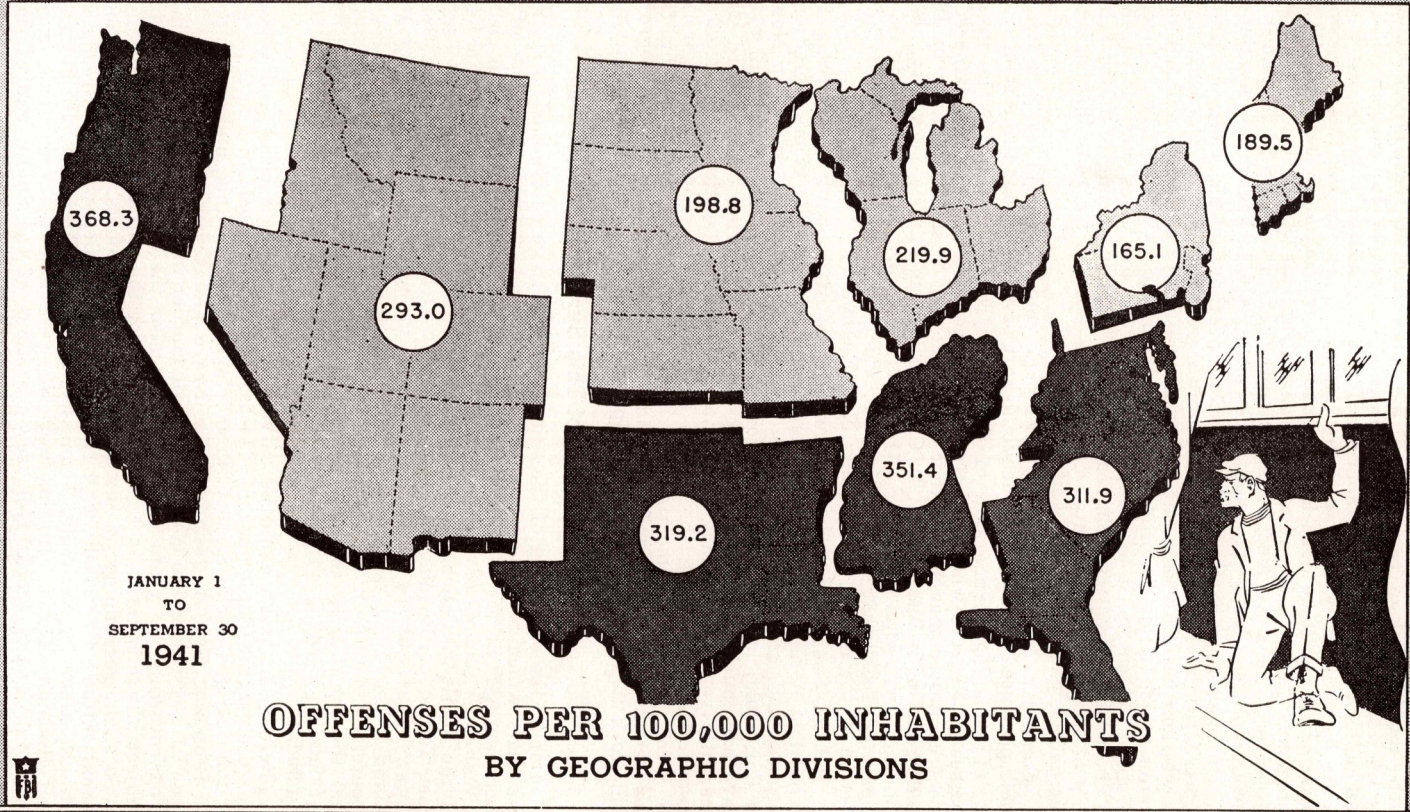 189.5
198.8
368.3
219.9
165.1
293.0
351.4
311.9
319.2
JANUARY 1
TO
SEPTEMBER 30
1941
OFFENSES PER 100,000 INHABITANTS
BY GEOGRAPHIC DIVISIONS
FBI